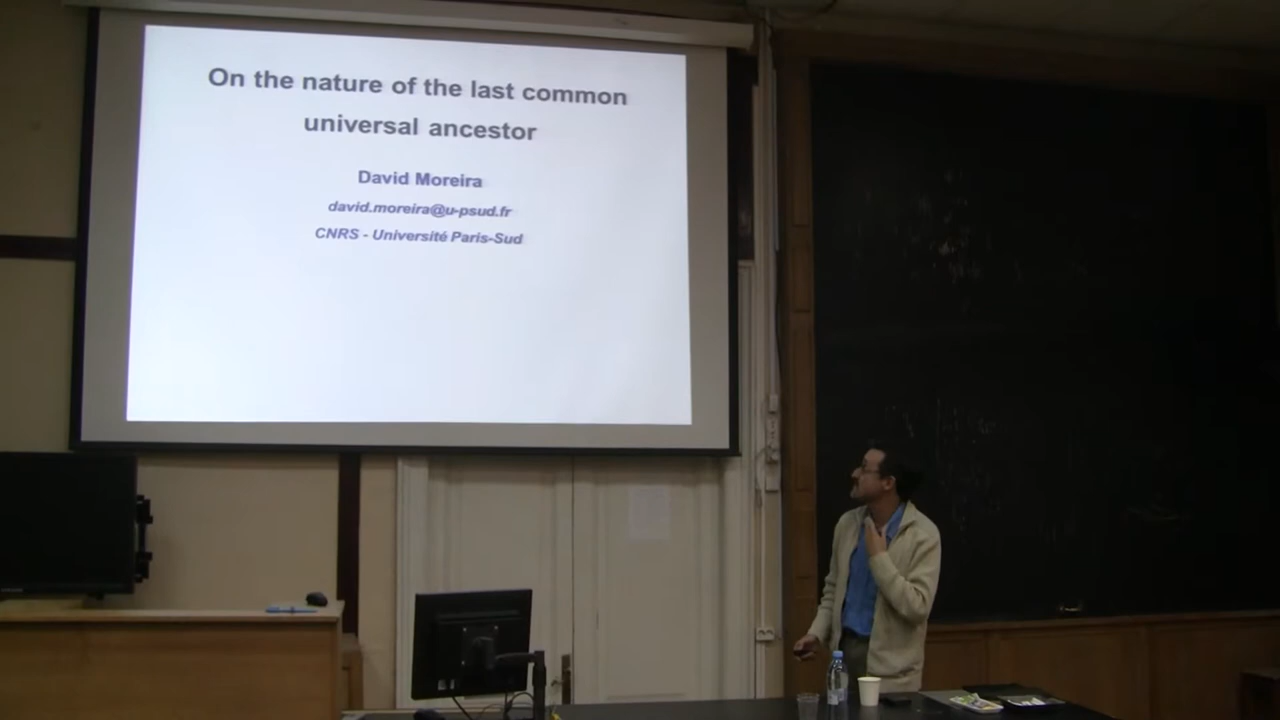 On the nature of the last common
universal ancestor
David Moreira
david.moreira@u-psud.fr
CNRS - Université Paris-Sud